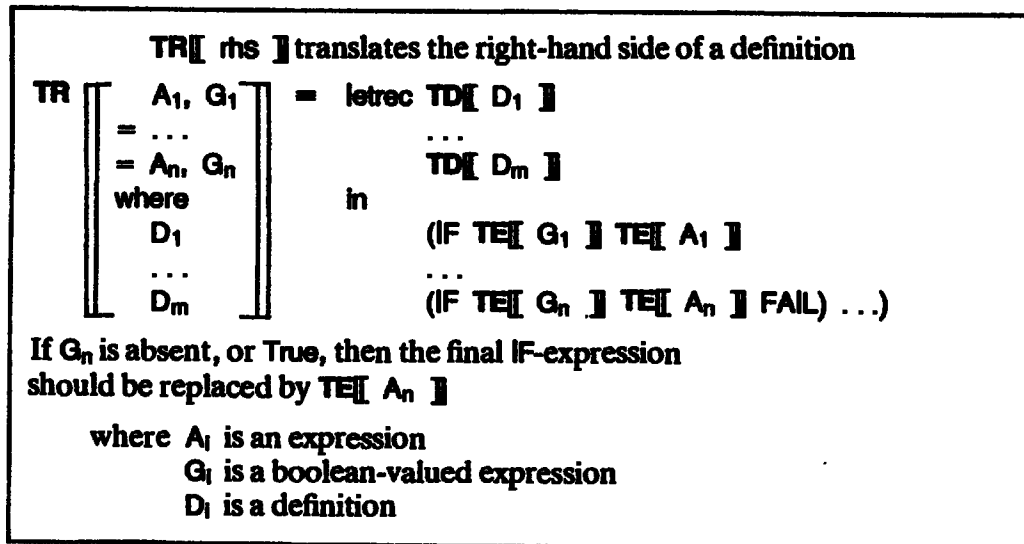 TR⟦ rhs ⟧ translates the right-hand side of a definition
TR ⟦ A₁, G₁ ⟧ = letrec TD⟦ D₁ ⟧
= ... ...
= Aₙ, Gₙ TD⟦ Dₘ ⟧
where in
D₁ (IF TE⟦ G₁ ⟧ TE⟦ A₁ ⟧
... ...
Dₘ (IF TE⟦ Gₙ ⟧ TE⟦ Aₙ ⟧ FAIL) ...)
If Gₙ is absent, or True, then the final IF-expression
should be replaced by TE⟦ Aₙ ⟧
where Aᵢ is an expression
Gᵢ is a boolean-valued expression
Dᵢ is a definition